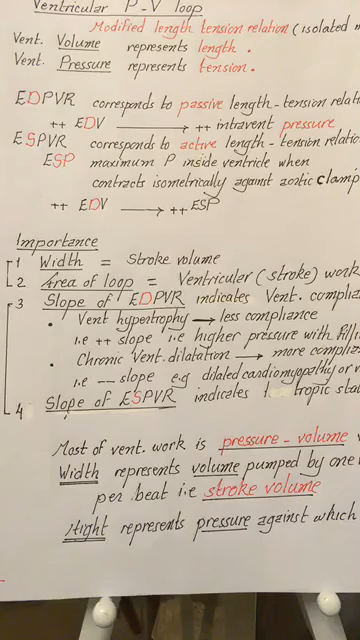 Ventricular P-V loop
Modified length tension relation (isolated m
Vent. Volume represents length.
Vent. Pressure represents tension.
EDPVR corresponds to passive length-tension relat
++ EDV → ++ intravent pressure
ESPVR corresponds to active length-tension relation
ESP maximum P inside ventricle when
contracts isometrically against aortic clamp
++ EDV → ++ ESP
Importance
1 Width = Stroke volume
2 Area of loop = Ventricular (stroke) work
3 Slope of EDPVR indicates Vent. complia
• Vent hypertrophy → less compliance
i.e ++ slope i.e higher pressure with filli
• Chronic Vent. dilatation → more complia
i.e -- slope e.g dilated cardiomyopathy or v
4 Slope of ESPVR indicates tropic stat
Most of vent. work is pressure-volume
Width represents volume pumped by one
per beat i.e stroke volume
Hight represents pressure against which